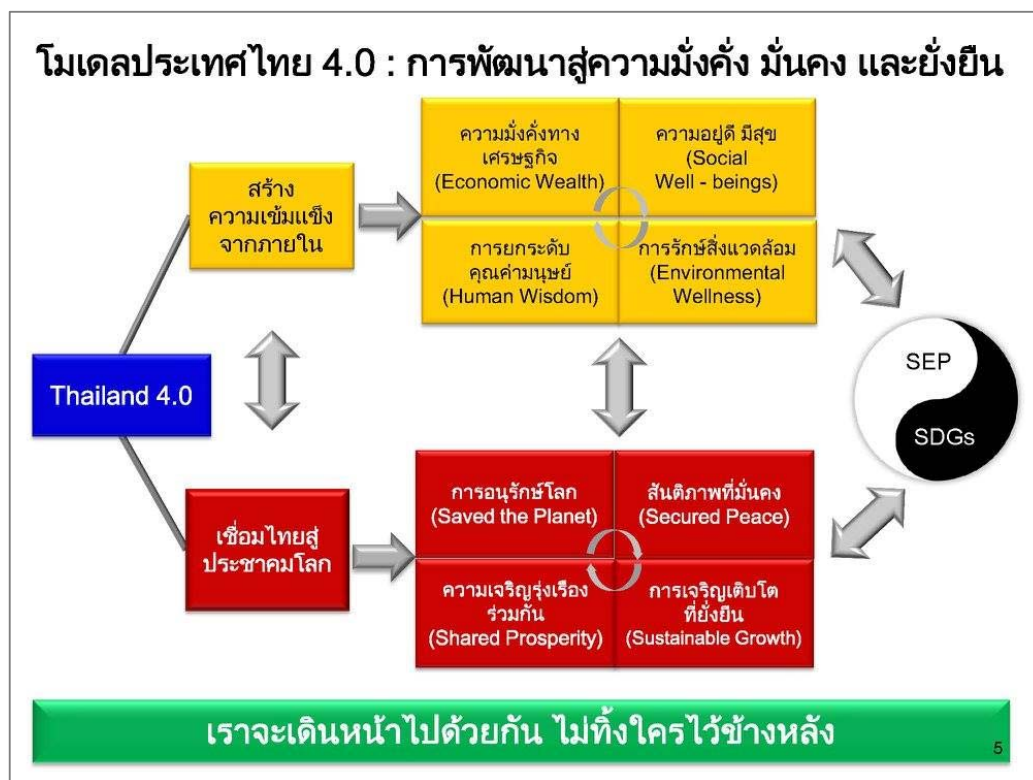 โมเดลประเทศไทย 4.0 : การพัฒนาสู่ความมั่งคั่ง มั่นคง และยั่งยืน
สร้าง
ความเข้มแข็ง
จากภายใน
ความมั่งคั่งทาง
เศรษฐกิจ
(Economic Wealth)
ความอยู่ดี มีสุข
(Social
Well - beings)
การยกระดับ
คุณค่ามนุษย์
(Human Wisdom)
การรักษ์สิ่งแวดล้อม
(Environmental
Wellness)
Thailand 4.0
SEP
SDGs
เชื่อมไทยสู่
ประชาคมโลก
การอนุรักษ์โลก
(Saved the Planet)
สันติภาพที่มั่นคง
(Secured Peace)
ความเจริญรุ่งเรือง
ร่วมกัน
(Shared Prosperity)
การเจริญเติบโต
ที่ยั่งยืน
(Sustainable Growth)
เราจะเดินหน้าไปด้วยกัน ไม่ทิ้งใครไว้ข้างหลัง
5